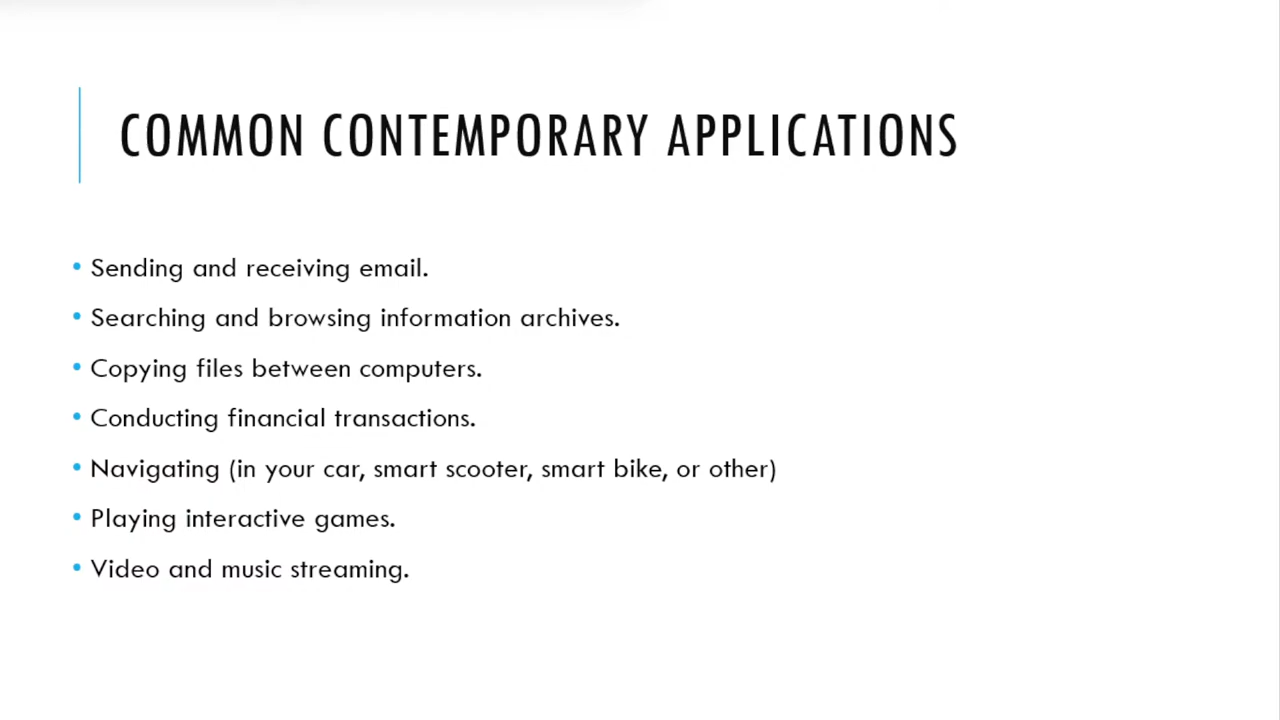 COMMON CONTEMPORARY APPLICATIONS
• Sending and receiving email.
• Searching and browsing information archives.
• Copying files between computers.
• Conducting financial transactions.
• Navigating (in your car, smart scooter, smart bike, or other)
• Playing interactive games.
• Video and music streaming.